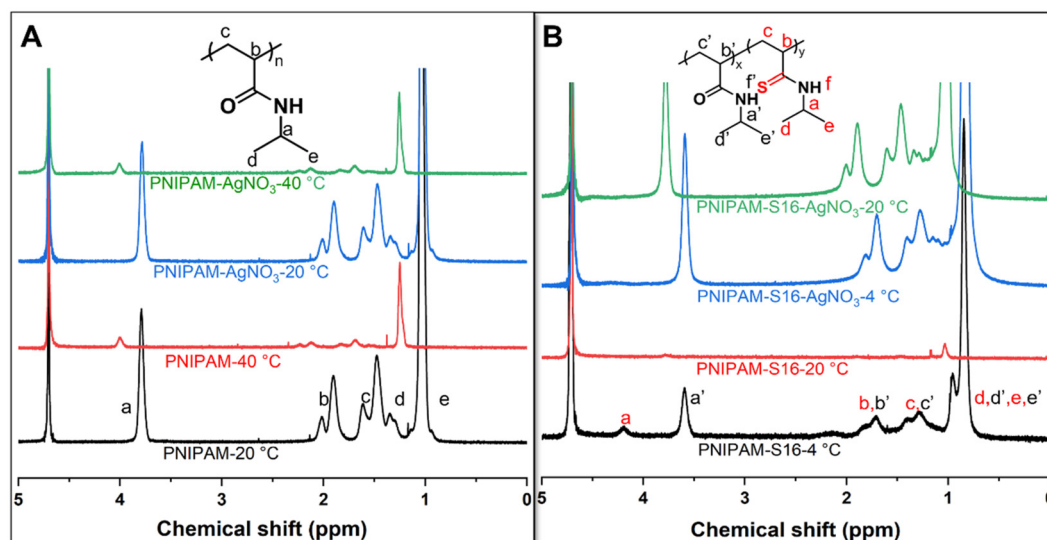 A
c
b
n
O
NH
a
d
e
PNIPAM-AgNO₃-40 °C
PNIPAM-AgNO₃-20 °C
PNIPAM-40 °C
a
b
c
d
e
PNIPAM-20 °C
5
4
3
2
1
0
Chemical shift (ppm)
B
c'
b'
x
c
b
y
O
NH
f'
S
NH
f
a'
a
d'
e'
d
e
PNIPAM-S16-AgNO₃-20 °C
PNIPAM-S16-AgNO₃-4 °C
PNIPAM-S16-20 °C
a
a'
b,b'
c,c'
d,d',e,e'
PNIPAM-S16-4 °C
5
4
3
2
1
0
Chemical shift (ppm)